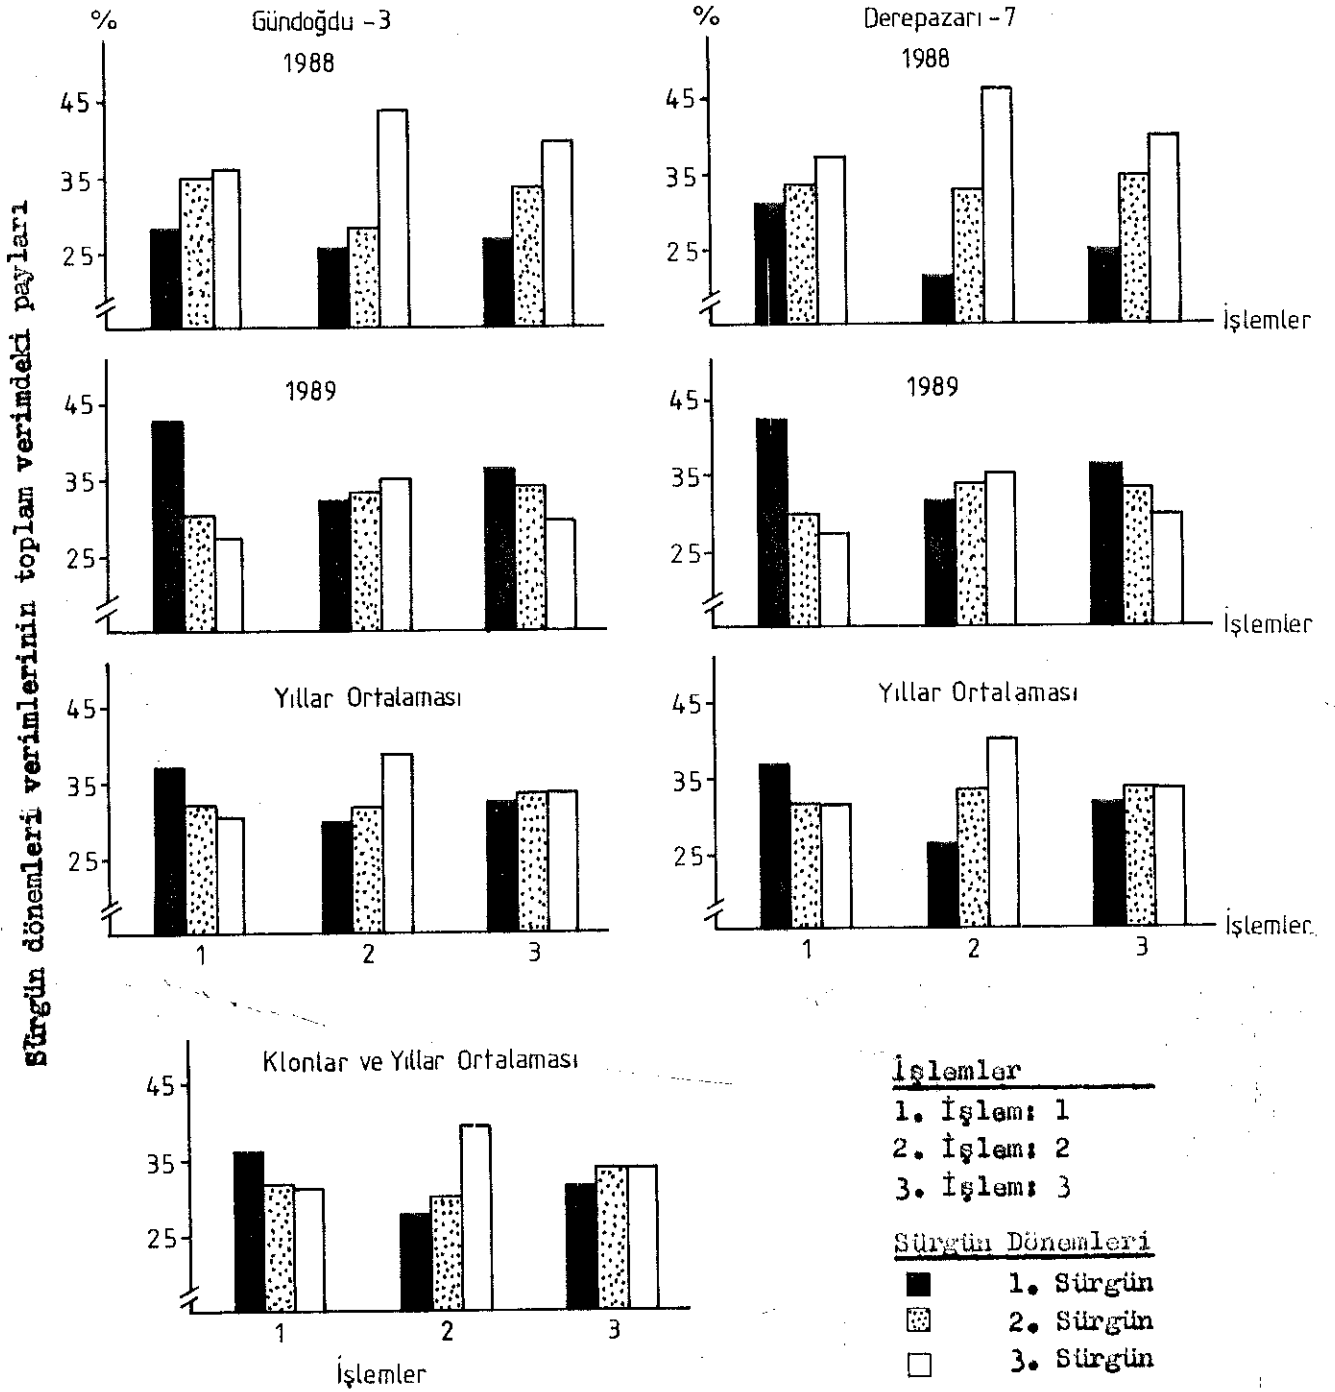 Sürgün dönemleri verimlerinin toplam verimdeki payları
%
Gündoğdu -3
1988
45
35
25
%
Derepazarı -7
1988
45
35
25
İşlemler
1989
45
35
25
1989
45
35
25
İşlemler
Yıllar Ortalaması
45
35
25
1
2
3
Yıllar Ortalaması
45
35
25
1
2
3
İşlemler
Klonlar ve Yıllar Ortalaması
45
35
25
1
2
3
İşlemler
İşlemler
1. İşlem: 1
2. İşlem: 2
3. İşlem: 3
Sürgün Dönemleri
1. Sürgün
2. Sürgün
3. Sürgün